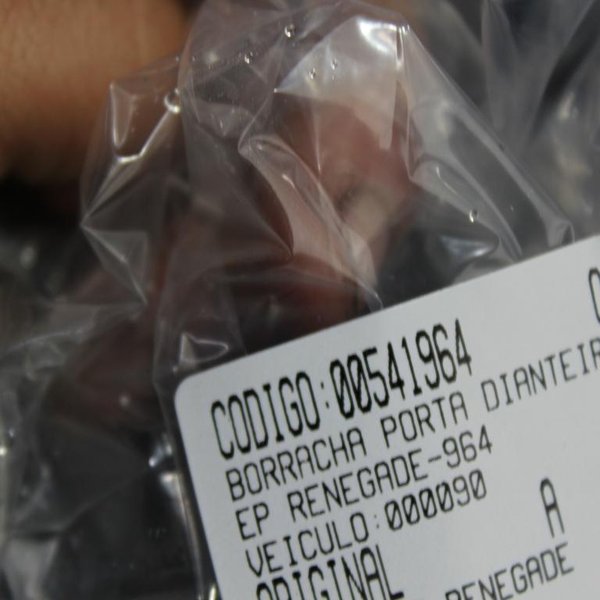 CODIGO:00541964
BORRACHA PORTA DIANTEIR
EP RENEGADE-964
VEICULO:000090
ORIGINAL A
RENEGADE